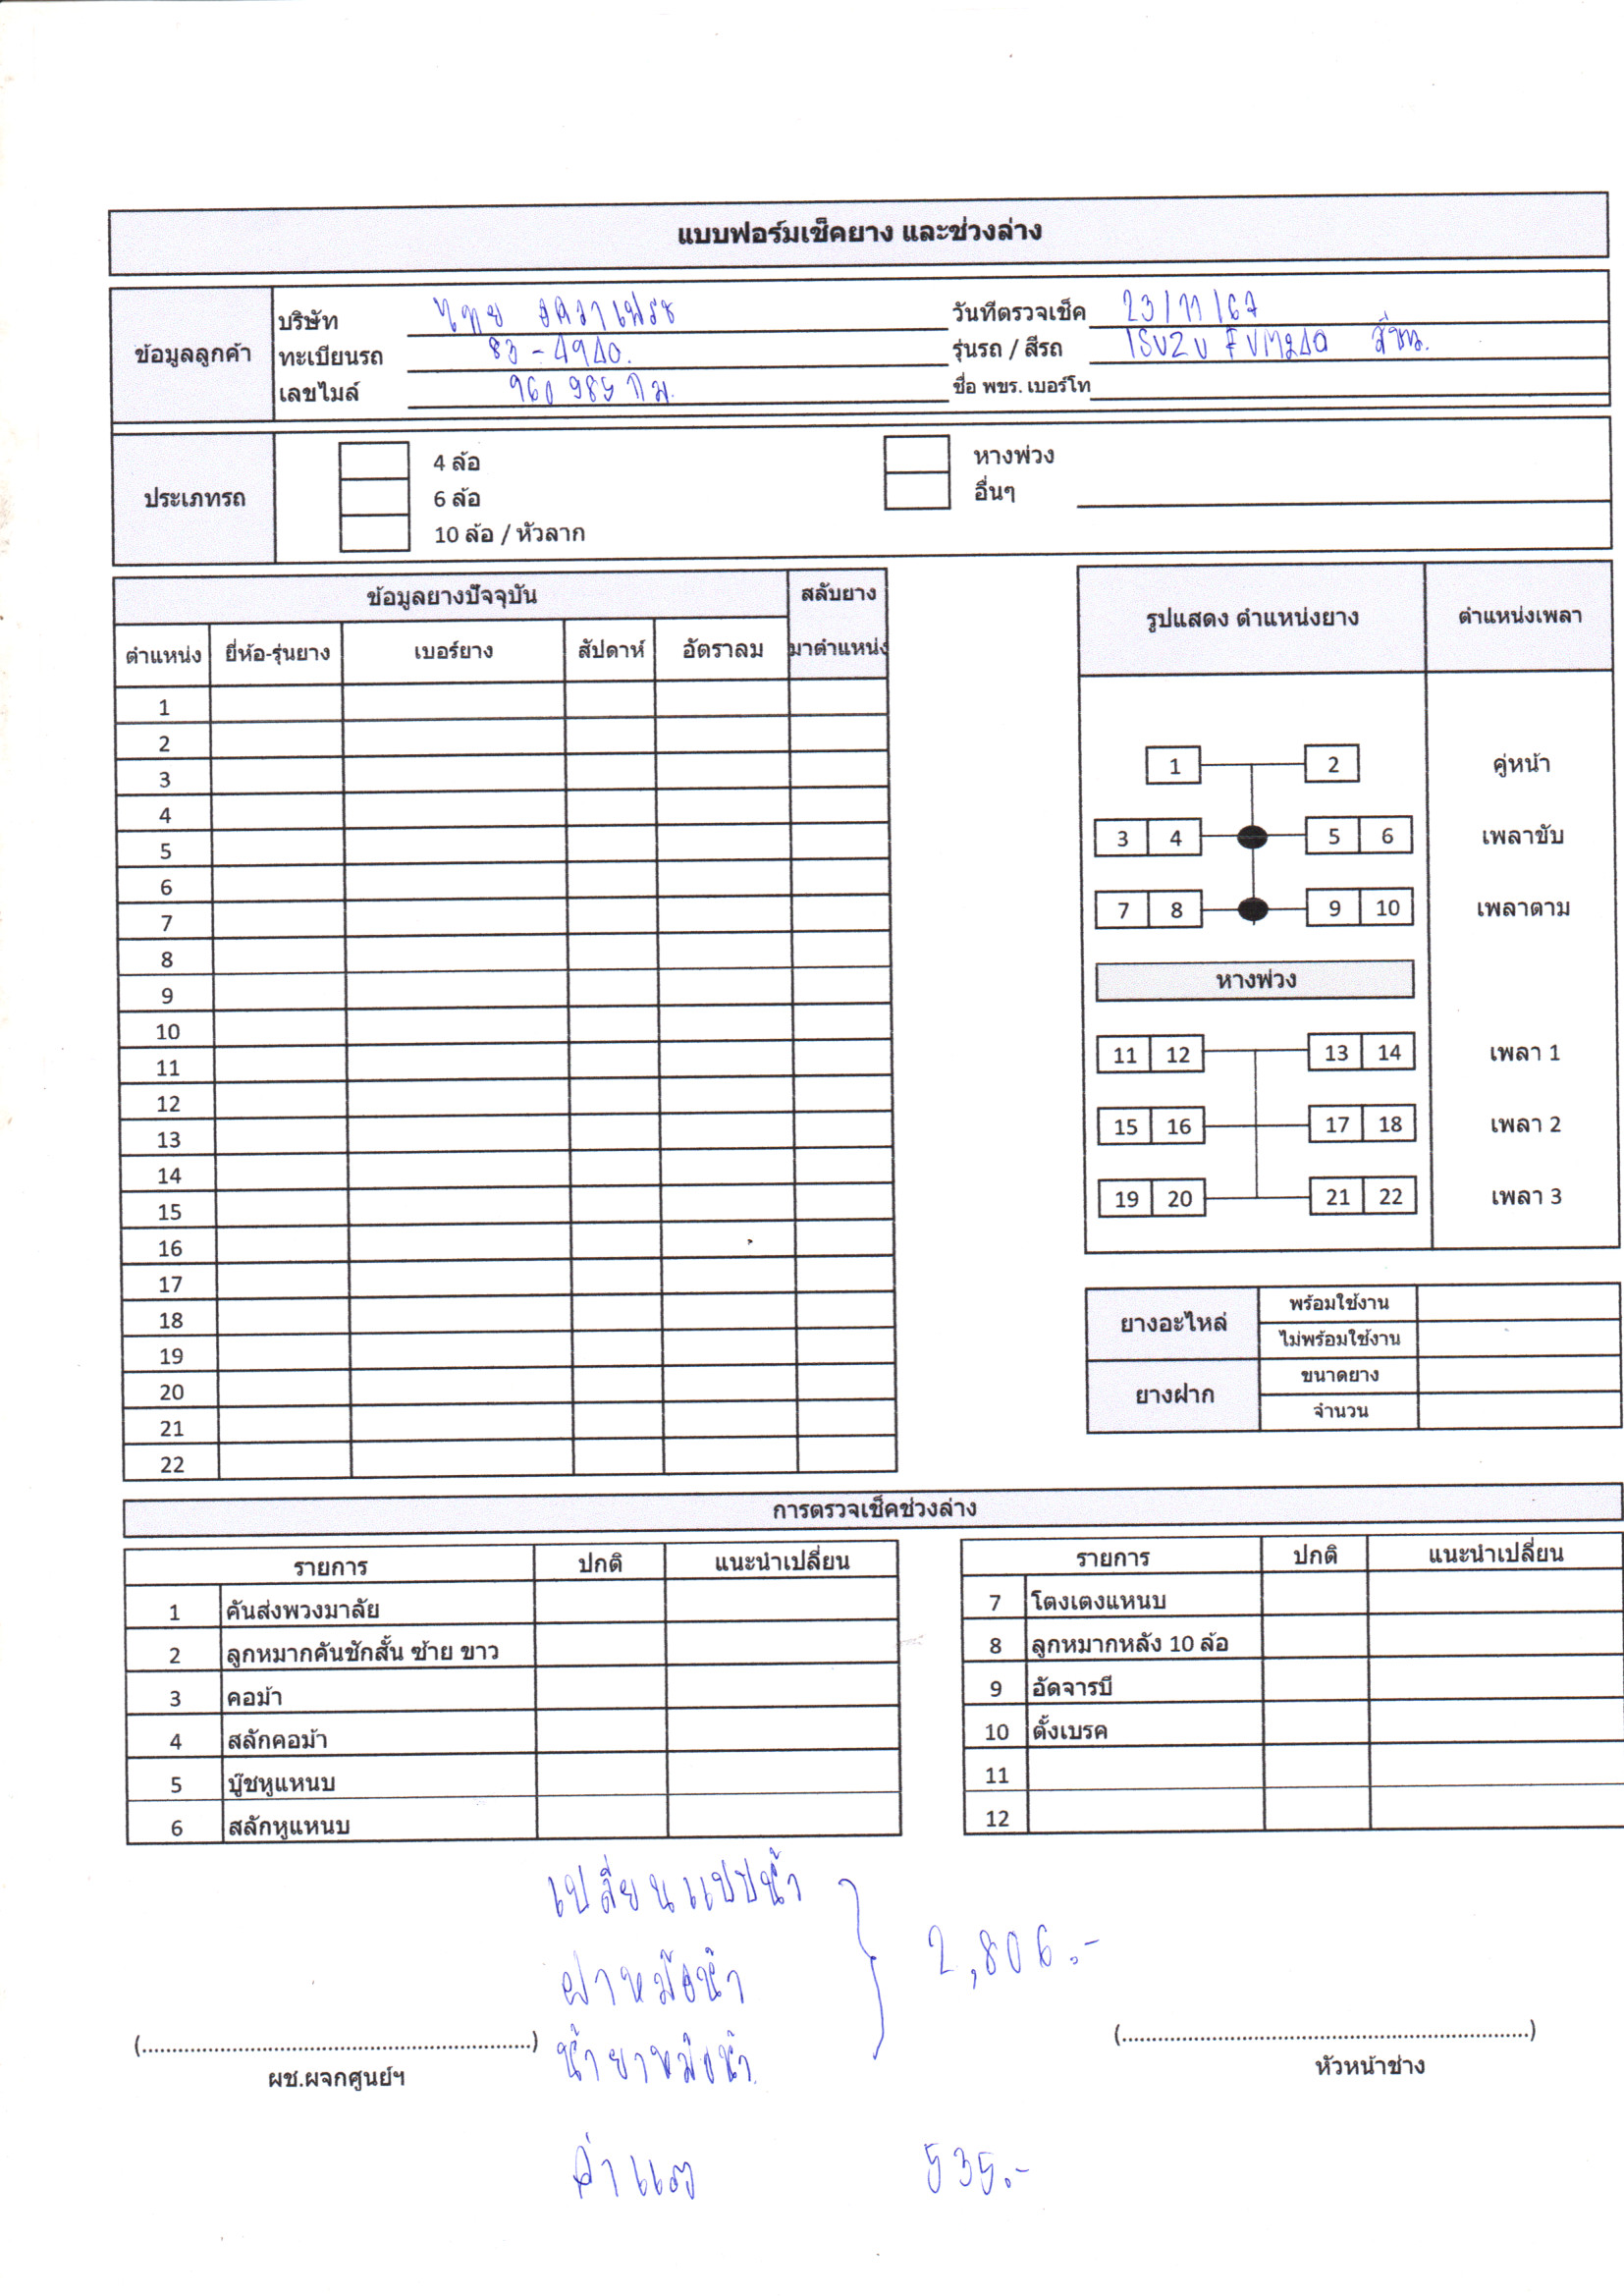 แบบฟอร์มเช็คยาง และช่วงล่าง
ข้อมูลลูกค้า
บริษัท ไทย อควาเฟรช วันที่ตรวจเช็ค 23/11/67
ทะเบียนรถ 83-4940. รุ่นรถ / สีรถ ISUZU สีขาว.
เลขไมล์ 960 985 กม. ชื่อ พขร. เบอร์โท
ประเภทรถ
4 ล้อ หางพ่วง
6 ล้อ อื่นๆ
10 ล้อ / หัวลาก
ข้อมูลยางปัจจุบัน สลับยาง
ตำแหน่ง ยี่ห้อ-รุ่นยาง เบอร์ยาง สัปดาห์ อัตราลม มาตำแหน่ง
1
2
3
4
5
6
7
8
9
10
11
12
13
14
15
16
17
18
19
20
21
22
รูปแสดง ตำแหน่งยาง ตำแหน่งเพลา
1 2 คู่หน้า
3 4 5 6 เพลาขับ
7 8 9 10 เพลาตาม
หางพ่วง
11 12 13 14 เพลา 1
15 16 17 18 เพลา 2
19 20 21 22 เพลา 3
ยางอะไหล่ พร้อมใช้งาน
ไม่พร้อมใช้งาน
ยางฝาก ขนาดยาง
จำนวน
การตรวจเช็คช่วงล่าง
รายการ ปกติ แนะนำเปลี่ยน
1 คันส่งพวงมาลัย
2 ลูกหมากคันชักสั้น ซ้าย ขาว
3 คอม้า
4 สลักคอม้า
5 บู๊ชหูแหนบ
6 สลักหูแหนบ
รายการ ปกติ แนะนำเปลี่ยน
7 โตงเตงแหนบ
8 ลูกหมากหลัง 10 ล้อ
9 อัดจารบี
10 ตั้งเบรค
11
12
เปลี่ยนแปปน้ำ
ฝาหม้อน้ำ 2,806.-
น้ำยาหม้อน้ำ
(.................................................................)
ผช.ผจกศูนย์ฯ
(.....................................................................)
หัวหน้าช่าง
ค่าแรง 535.-